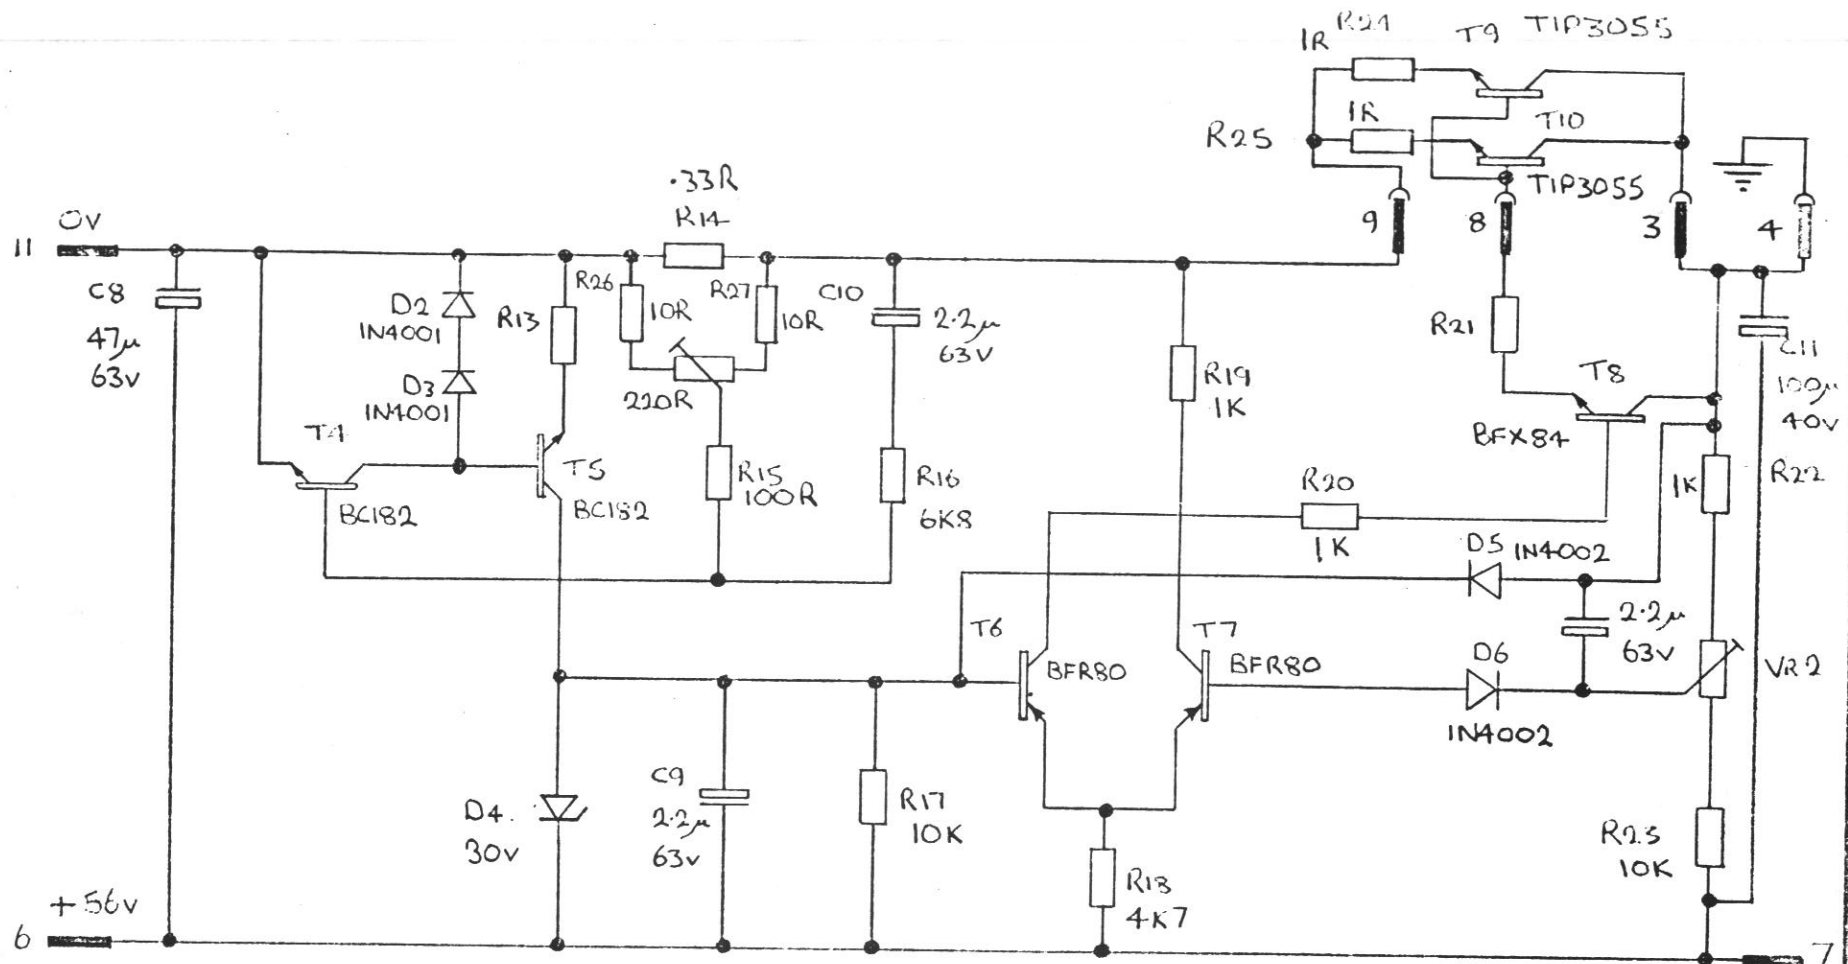 R24
1R
T9
TIP3055
1R
T10
R25
TIP3055
.33R
R14
9
8
3
4
0v
11
C8
47µ
63v
D2
1N4001
R13
R26
10R
R27
10R
C10
2.2µ
63v
R21
C11
100µ
40v
D3
1N4001
220R
R19
1K
T8
BFX84
T4
BC182
T5
BC182
R15
100R
R16
6K8
R20
1K
1K
R22
D5
1N4002
2.2µ
63v
T6
BFR80
T7
BFR80
D6
1N4002
VR2
D4
30v
C9
2.2µ
63v
R17
10K
R18
4K7
R23
10K
+56v
6
7